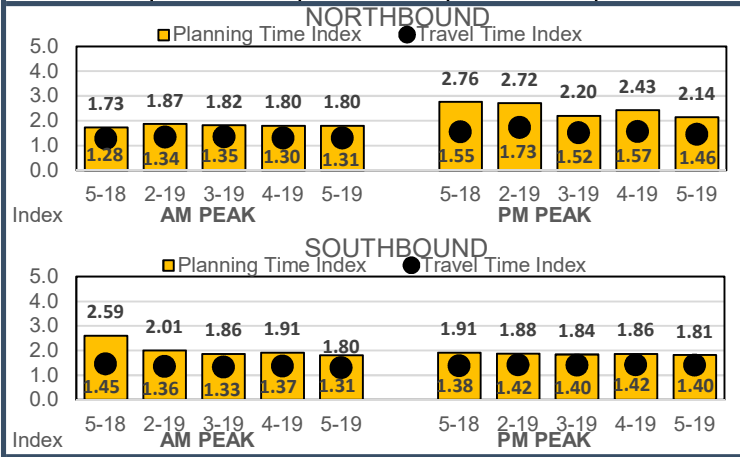 NORTHBOUND
Planning Time Index Travel Time Index
5.0
4.0
3.0
2.0
1.0
0.0
1.73 1.87 1.82 1.80 1.80 2.76 2.72 2.20 2.43 2.14
1.28 1.34 1.35 1.30 1.31 1.55 1.73 1.52 1.57 1.46
5-18 2-19 3-19 4-19 5-19 5-18 2-19 3-19 4-19 5-19
Index AM PEAK PM PEAK
SOUTHBOUND
Planning Time Index Travel Time Index
5.0
4.0
3.0
2.0
1.0
0.0
2.59 2.01 1.86 1.91 1.80 1.91 1.88 1.84 1.86 1.81
1.45 1.36 1.33 1.37 1.31 1.38 1.42 1.40 1.42 1.40
5-18 2-19 3-19 4-19 5-19 5-18 2-19 3-19 4-19 5-19
Index AM PEAK PM PEAK